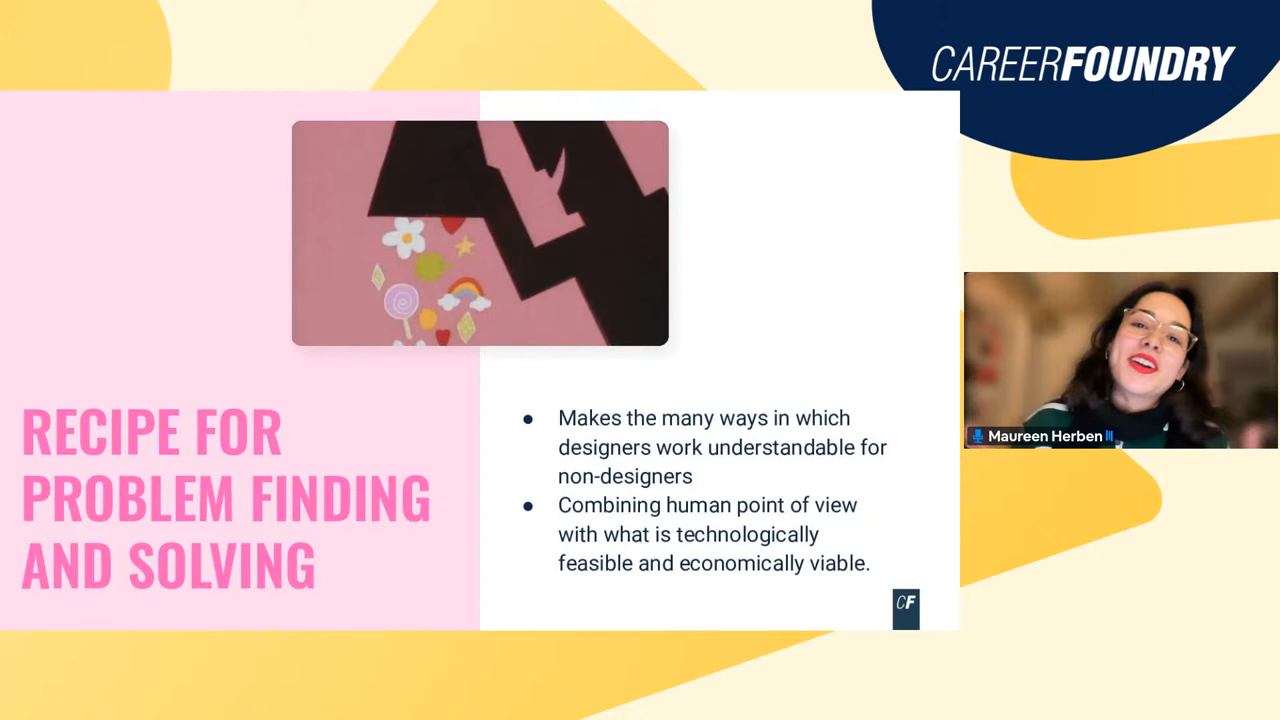 CAREERFOUNDRY
RECIPE FOR
PROBLEM FINDING
AND SOLVING
● Makes the many ways in which
designers work understandable for
non-designers
● Combining human point of view
with what is technologically
feasible and economically viable.
CF
Maureen Herben